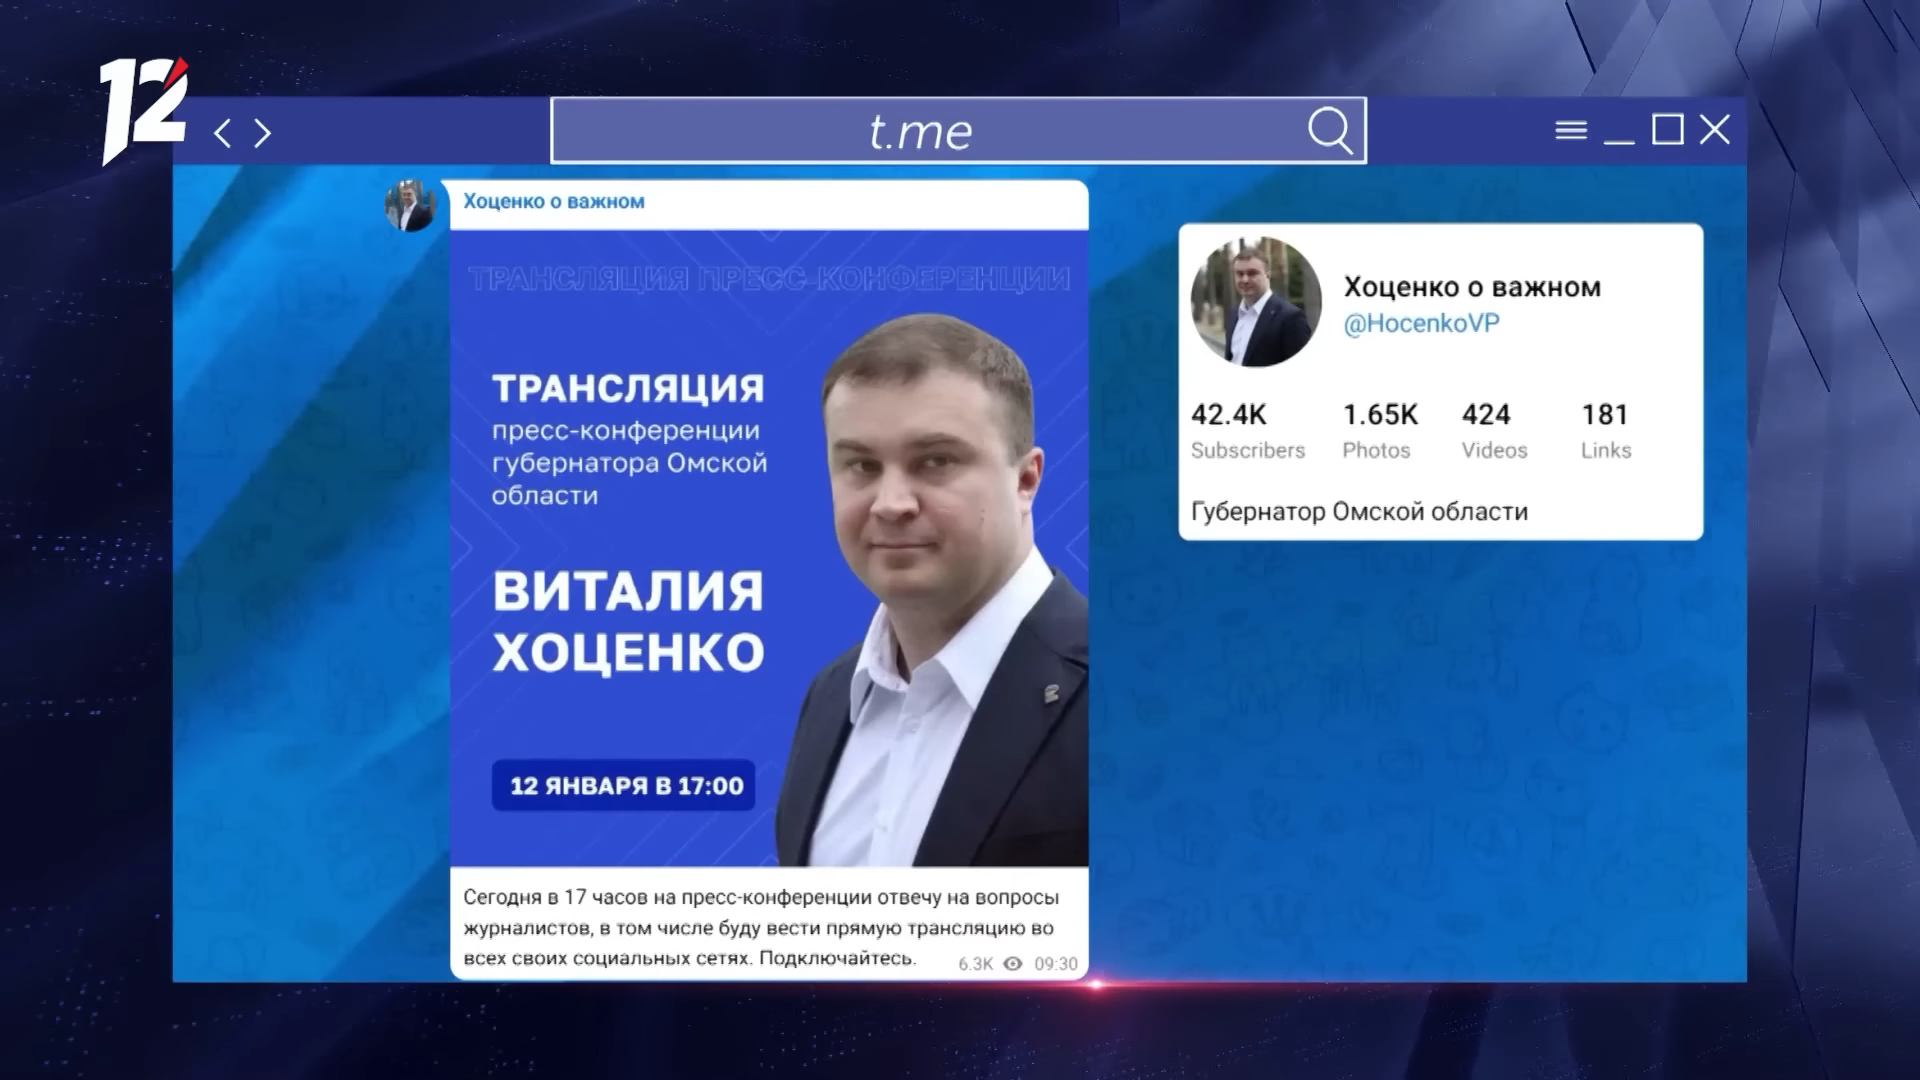 12
t.me
Хоценко о важном
ТРАНСЛЯЦИЯ ПРЕСС-КОНФЕРЕНЦИИ
ТРАНСЛЯЦИЯ
пресс-конференции
губернатора Омской
области
ВИТАЛИЯ
ХОЦЕНКО
12 ЯНВАРЯ В 17:00
Сегодня в 17 часов на пресс-конференции отвечу на вопросы
журналистов, в том числе буду вести прямую трансляцию во
всех своих социальных сетях. Подключайтесь.
6.3K 09:30
Хоценко о важном
@HocenkoVP
42.4K 1.65K 424 181
Subscribers Photos Videos Links
Губернатор Омской области